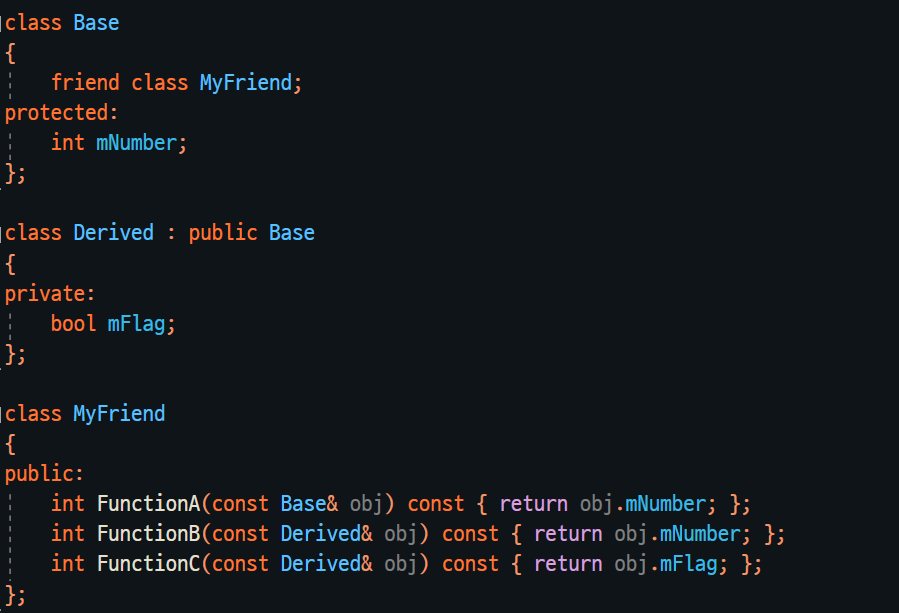 class Base
{
    friend class MyFriend;
protected:
    int mNumber;
};

class Derived : public Base
{
private:
    bool mFlag;
};

class MyFriend
{
public:
    int FunctionA(const Base& obj) const { return obj.mNumber; };
    int FunctionB(const Derived& obj) const { return obj.mNumber; };
    int FunctionC(const Derived& obj) const { return obj.mFlag; };
};